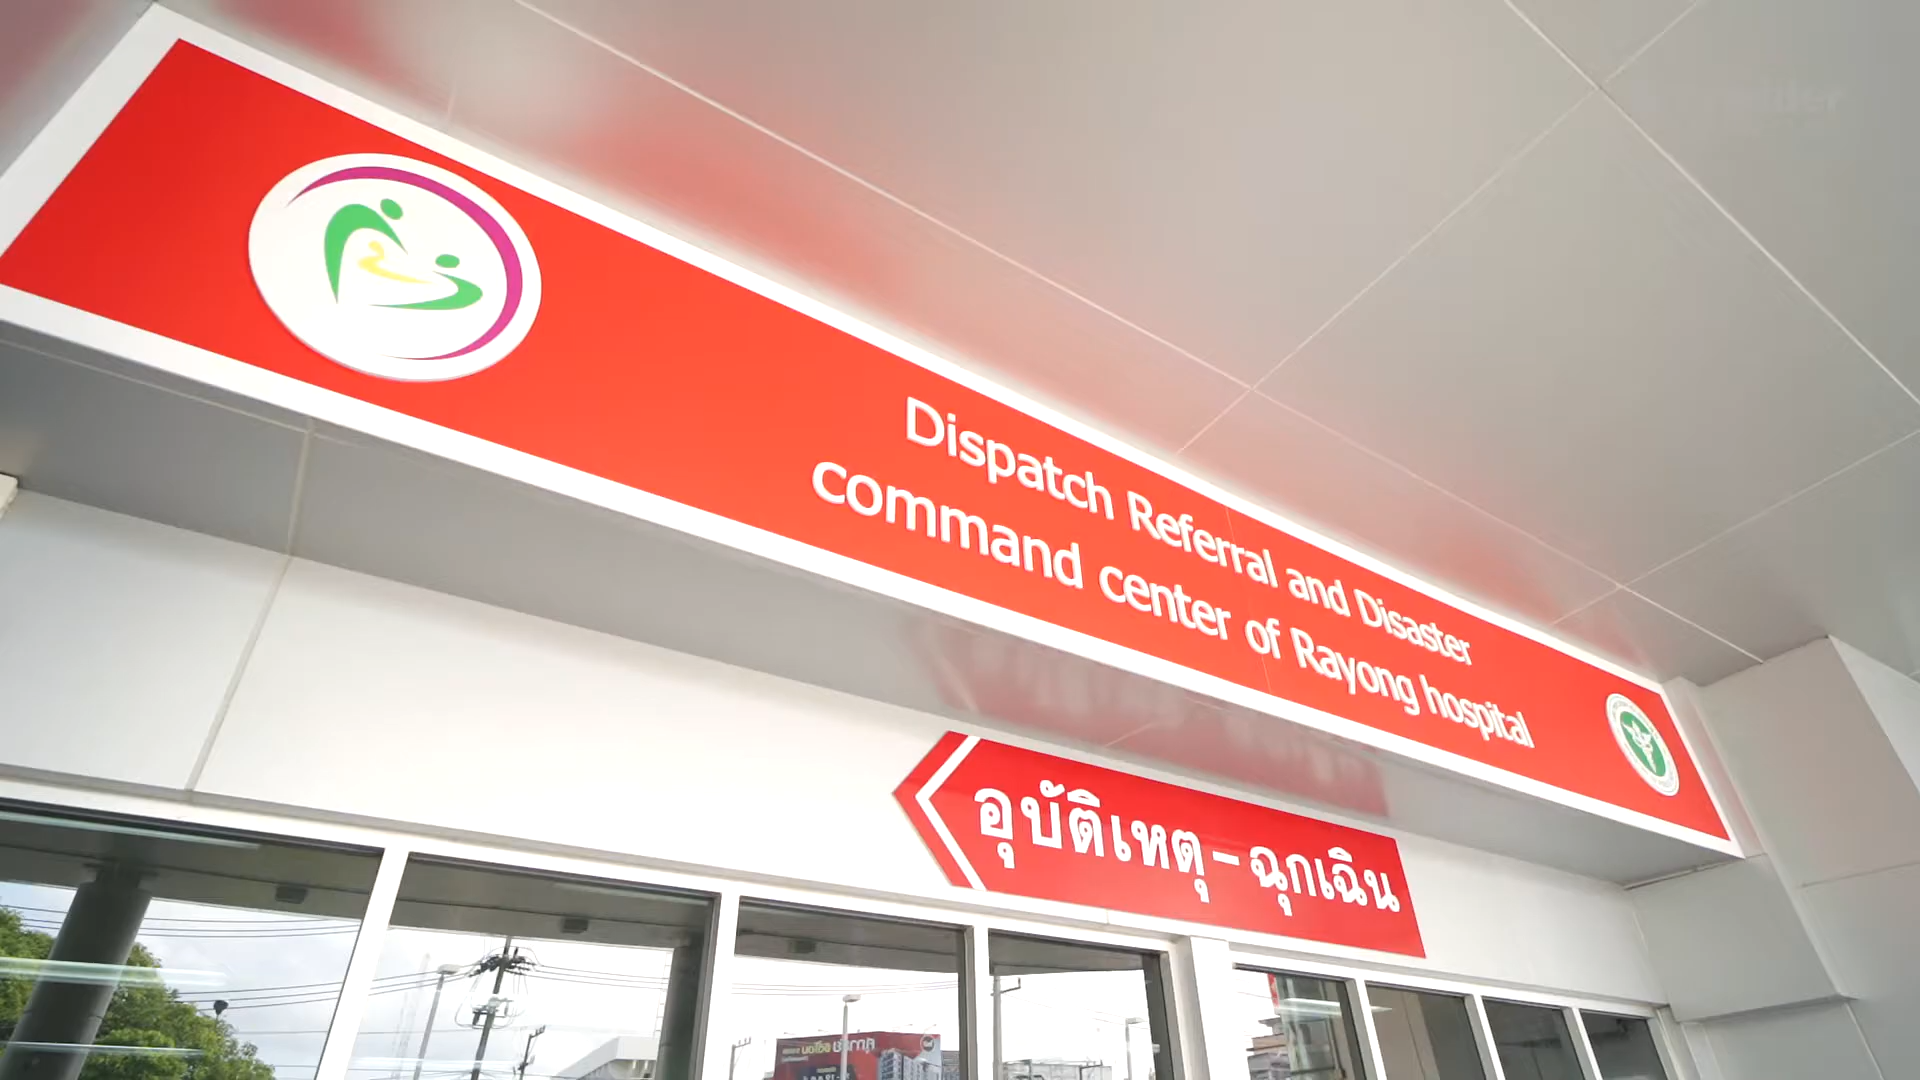 Dispatch Referral and Disaster
command center of Rayong hospital
อุบัติเหตุ-ฉุกเฉิน